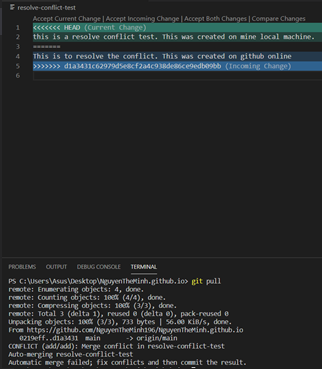 resolve-conflict-test
Accept Current Change | Accept Incoming Change | Accept Both Changes | Compare Changes
1 <<<<<<< HEAD (Current Change)
2 this is a resolve conflict test. This was created on mine local machine.
3 =======
4 This is to resolve the conflict. This was created on github online
5 >>>>>>> d1a3431c62979d5e8cf2a4c938de86ce9edb09bb (Incoming Change)
6
PROBLEMS OUTPUT DEBUG CONSOLE TERMINAL
PS C:\Users\Asus\Desktop\NguyenTheMinh.github.io> git pull
remote: Enumerating objects: 4, done.
remote: Counting objects: 100% (4/4), done.
remote: Compressing objects: 100% (3/3), done.
remote: Total 3 (delta 1), reused 0 (delta 0), pack-reused 0
Unpacking objects: 100% (3/3), 733 bytes | 56.00 KiB/s, done.
From https://github.com/NguyenTheMinh196/NguyenTheMinh.github.io
0219eff..d1a3431 main -> origin/main
CONFLICT (add/add): Merge conflict in resolve-conflict-test
Auto-merging resolve-conflict-test
Automatic merge failed; fix conflicts and then commit the result.